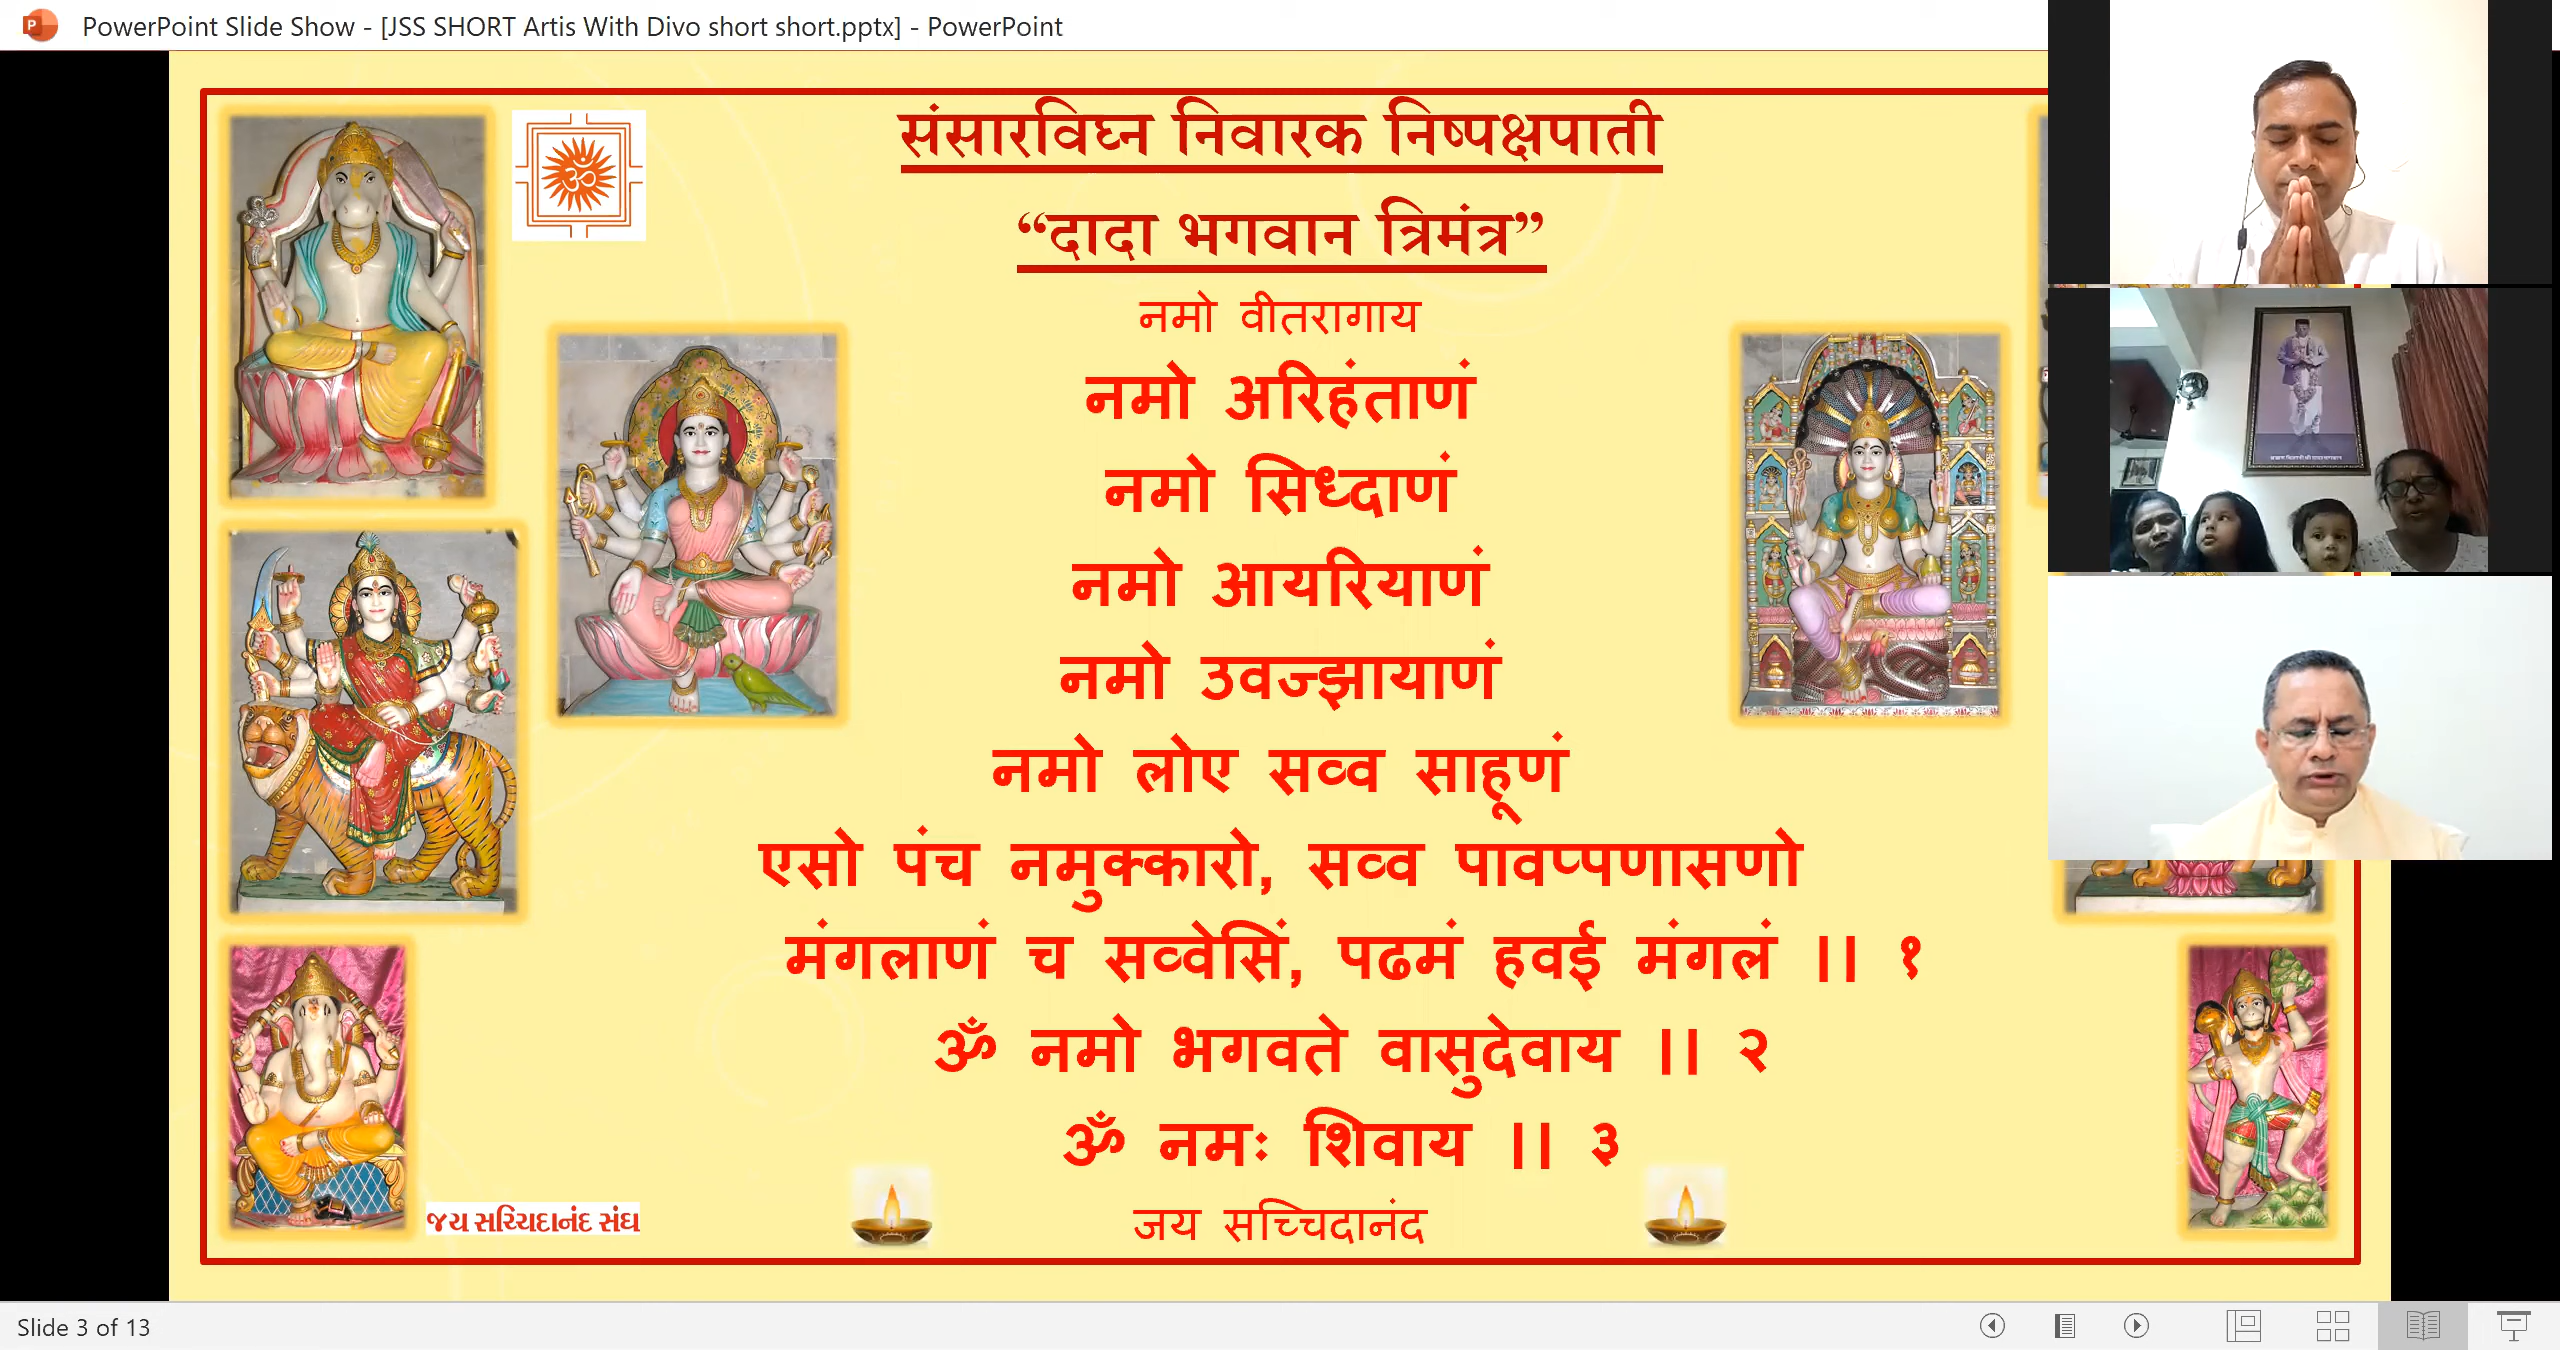 PowerPoint Slide Show - [JSS SHORT Artis With Divo short short.pptx] - PowerPoint
संसारविघ्न निवारक निष्पक्षपाती
“दादा भगवान त्रिमंत्र”
नमो वीतरागाय
नमो अरिहंताणं
नमो सिध्दाणं
नमो आयरियाणं
नमो उवज्झायाणं
नमो लोए सव्व साहूणं
एसो पंच नमुक्कारो, सव्व पावप्पणासणो
मंगलाणं च सव्वेसिं, पढमं हवई मंगलं ।। १
ॐ नमो भगवते वासुदेवाय ।। २
ॐ नमः शिवाय ।। ३
जय सच्चिदानंद
જય સચ્ચિદાનંદ સંઘ
Slide 3 of 13